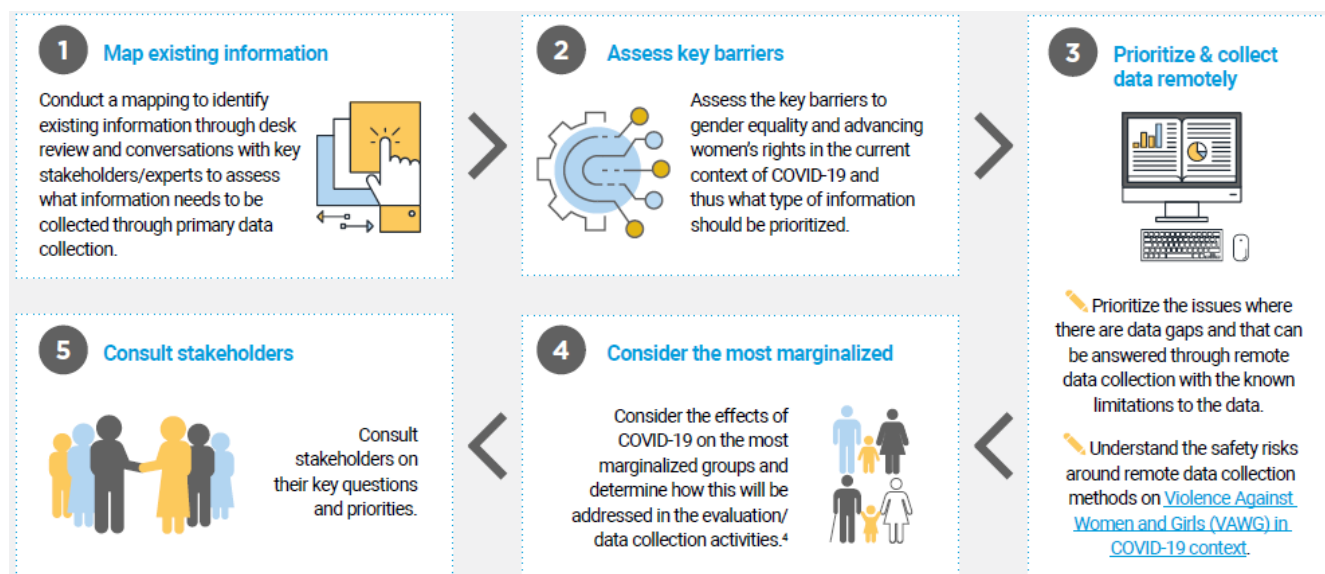 1 Map existing information
Conduct a mapping to identify
existing information through desk
review and conversations with key
stakeholders/experts to assess
what information needs to be
collected through primary data
collection.
2 Assess key barriers
Assess the key barriers to
gender equality and advancing
women's rights in the current
context of COVID-19 and
thus what type of information
should be prioritized.
3 Prioritize & collect
data remotely
Prioritize the issues where
there are data gaps and that can
be answered through remote
data collection with the known
limitations to the data.
Understand the safety risks
around remote data collection
methods on Violence Against
Women and Girls (VAWG) in
COVID-19 context.
4 Consider the most marginalized
Consider the effects of
COVID-19 on the most
marginalized groups and
determine how this will be
addressed in the evaluation/
data collection activities.⁴
5 Consult stakeholders
Consult
stakeholders on
their key questions
and priorities.